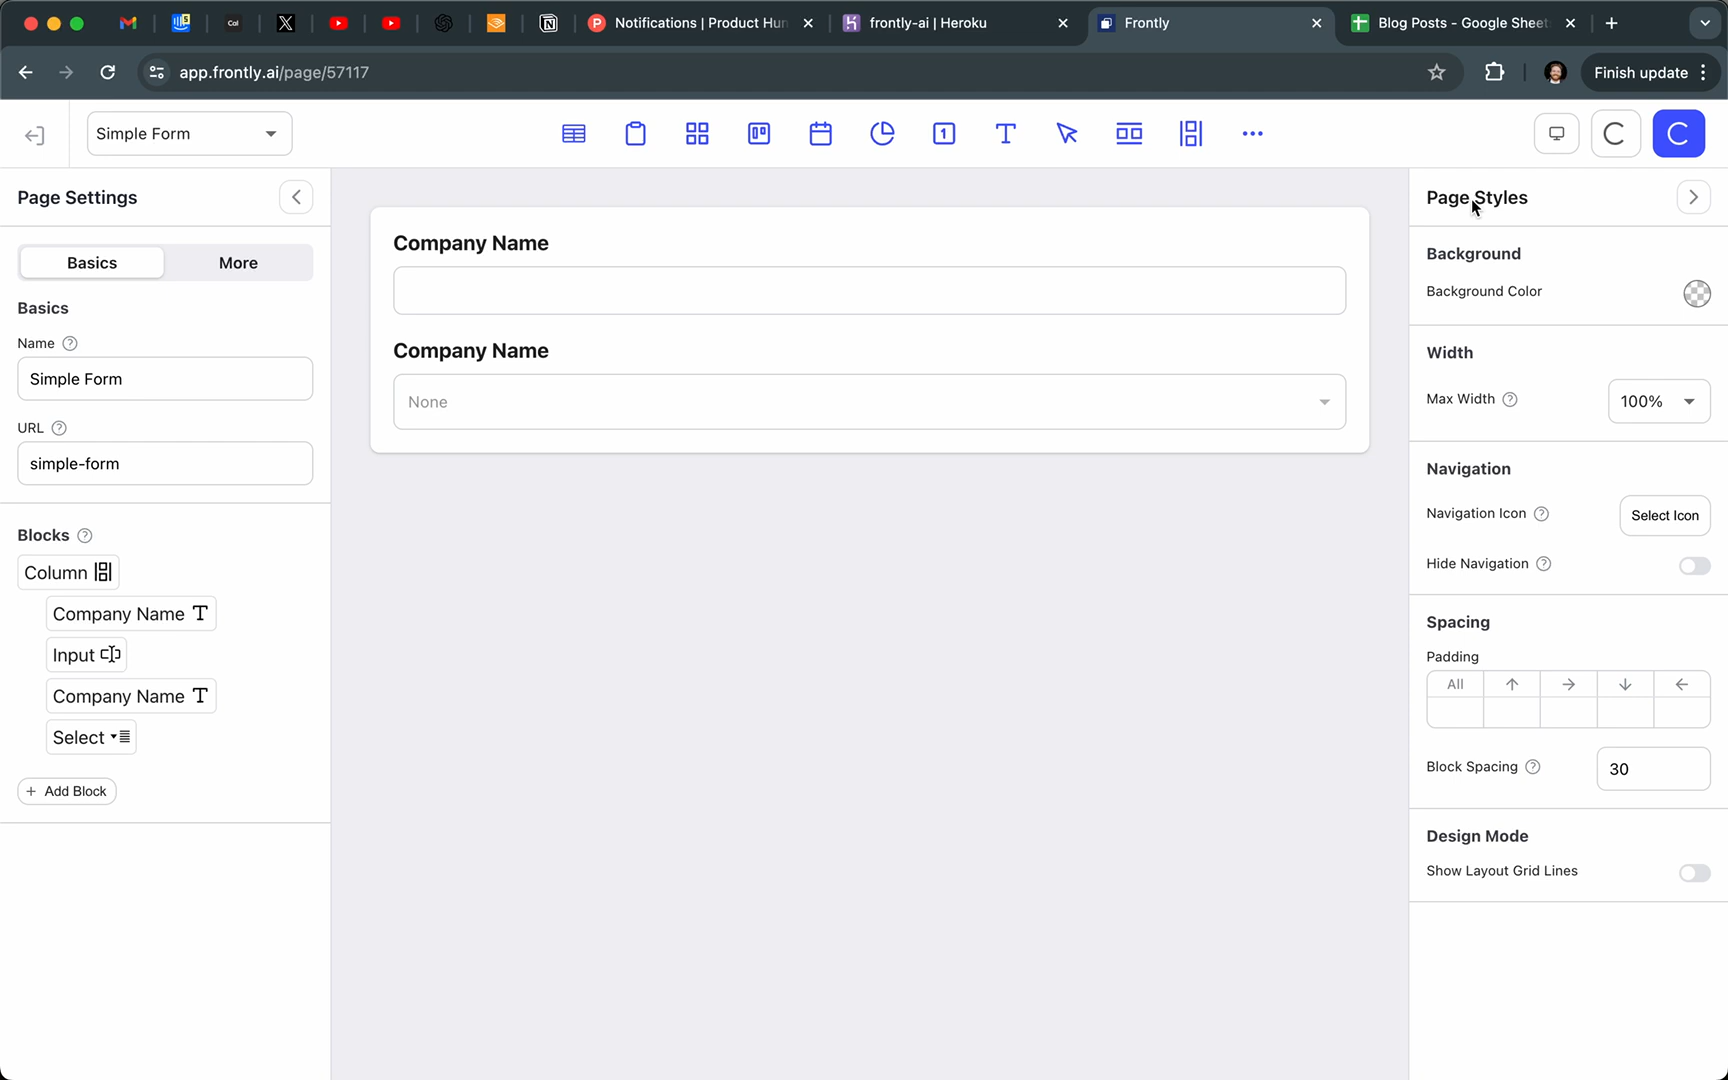 Cal
Notifications | Product Hun
frontly-ai | Heroku
Frontly
Blog Posts - Google Sheet
app.frontly.ai/page/57117
Finish update
Simple Form
1
Page Settings
Basics
More
Basics
Name
Simple Form
URL
simple-form
Blocks
Column
Company Name
Input
Company Name
Select
+ Add Block
Company Name
Company Name
None
Page Styles
Background
Background Color
Width
Max Width
100%
Navigation
Navigation Icon
Select Icon
Hide Navigation
Spacing
Padding
All
Block Spacing
30
Design Mode
Show Layout Grid Lines